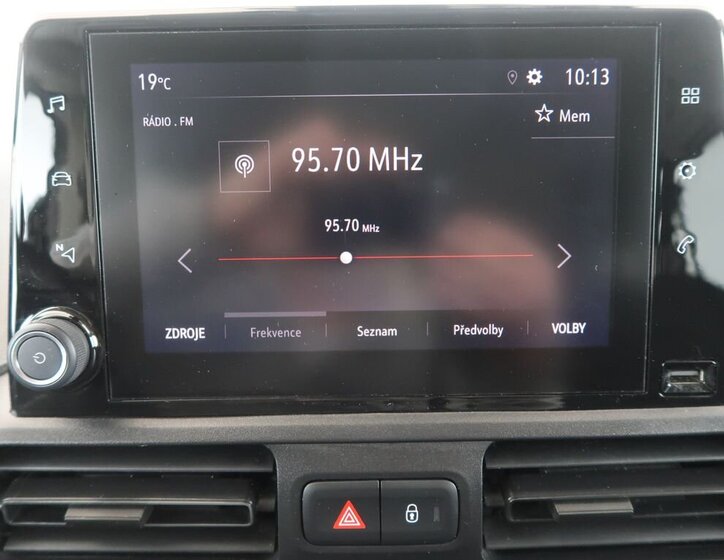 19°C 10:13
RÁDIO . FM
Mem
95.70 MHz
95.70 MHz
ZDROJE Frekvence Seznam Předvolby VOLBY
N